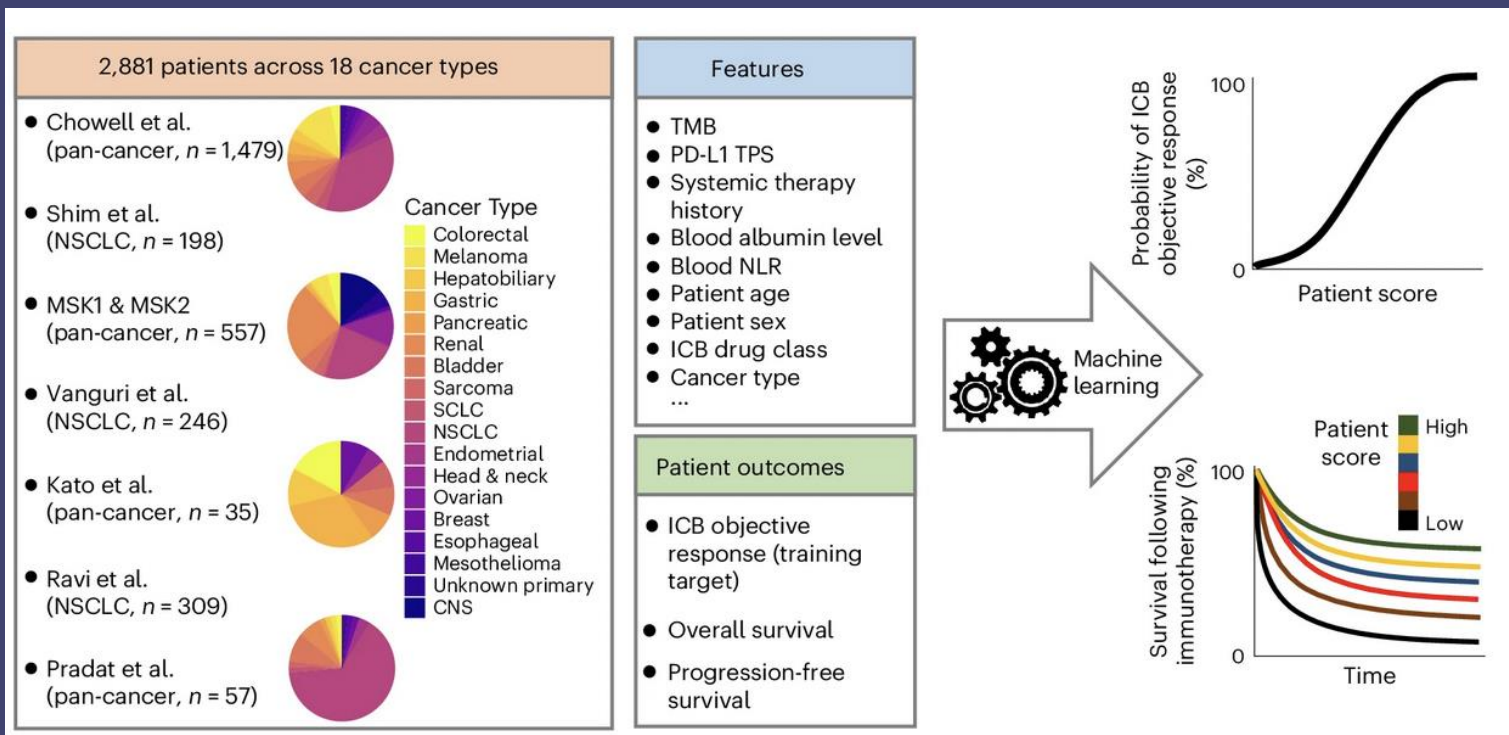 2,881 patients across 18 cancer types
● Chowell et al.
(pan-cancer, n = 1,479)
● Shim et al.
(NSCLC, n = 198)
● MSK1 & MSK2
(pan-cancer, n = 557)
● Vanguri et al.
(NSCLC, n = 246)
● Kato et al.
(pan-cancer, n = 35)
● Ravi et al.
(NSCLC, n = 309)
● Pradat et al.
(pan-cancer, n = 57)
Cancer Type
Colorectal
Melanoma
Hepatobiliary
Gastric
Pancreatic
Renal
Bladder
Sarcoma
SCLC
NSCLC
Endometrial
Head & neck
Ovarian
Breast
Esophageal
Mesothelioma
Unknown primary
CNS
Features
● TMB
● PD-L1 TPS
● Systemic therapy
history
● Blood albumin level
● Blood NLR
● Patient age
● Patient sex
● ICB drug class
● Cancer type
...
Patient outcomes
● ICB objective
response (training
target)
● Overall survival
● Progression-free
survival
Machine
learning
Probability of ICB
objective response
(%)
100
0
Patient score
Patient
score
High
Low
Survival following
immunotherapy (%)
100
0
Time